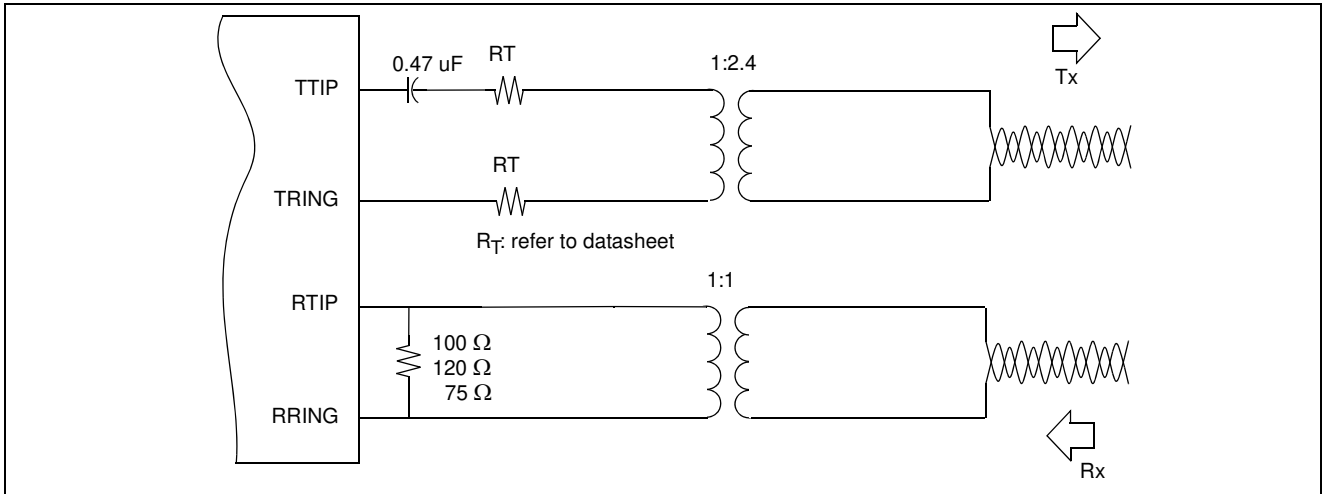 0.47 uF
RT
1:2.4
Tx
TTIP
RT
TRING
RT: refer to datasheet
1:1
RTIP
100 Ω
120 Ω
75 Ω
RRING
Rx